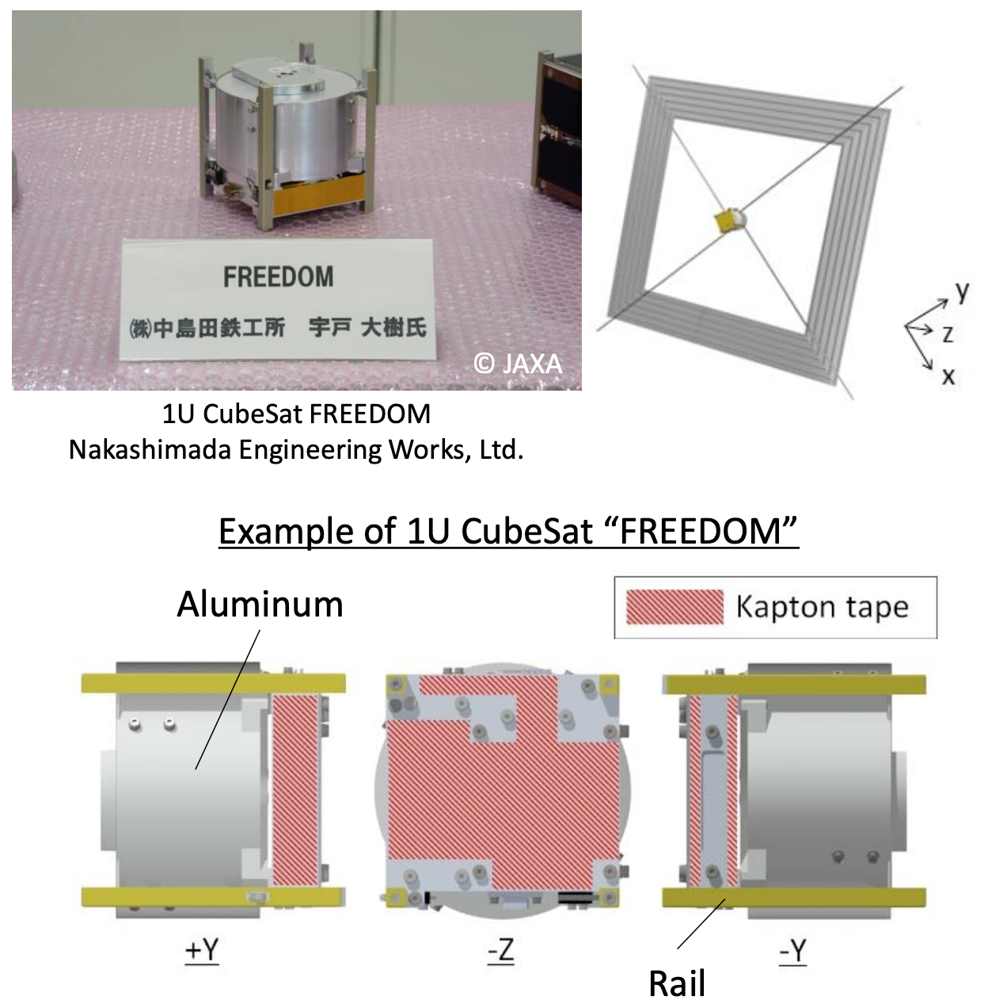 FREEDOM
㈱中島田鉄工所 宇戸 大樹氏
© JAXA
y
z
x
1U CubeSat FREEDOM
Nakashimada Engineering Works, Ltd.
Example of 1U CubeSat “FREEDOM”
Aluminum
Kapton tape
+Y
-Z
-Y
Rail